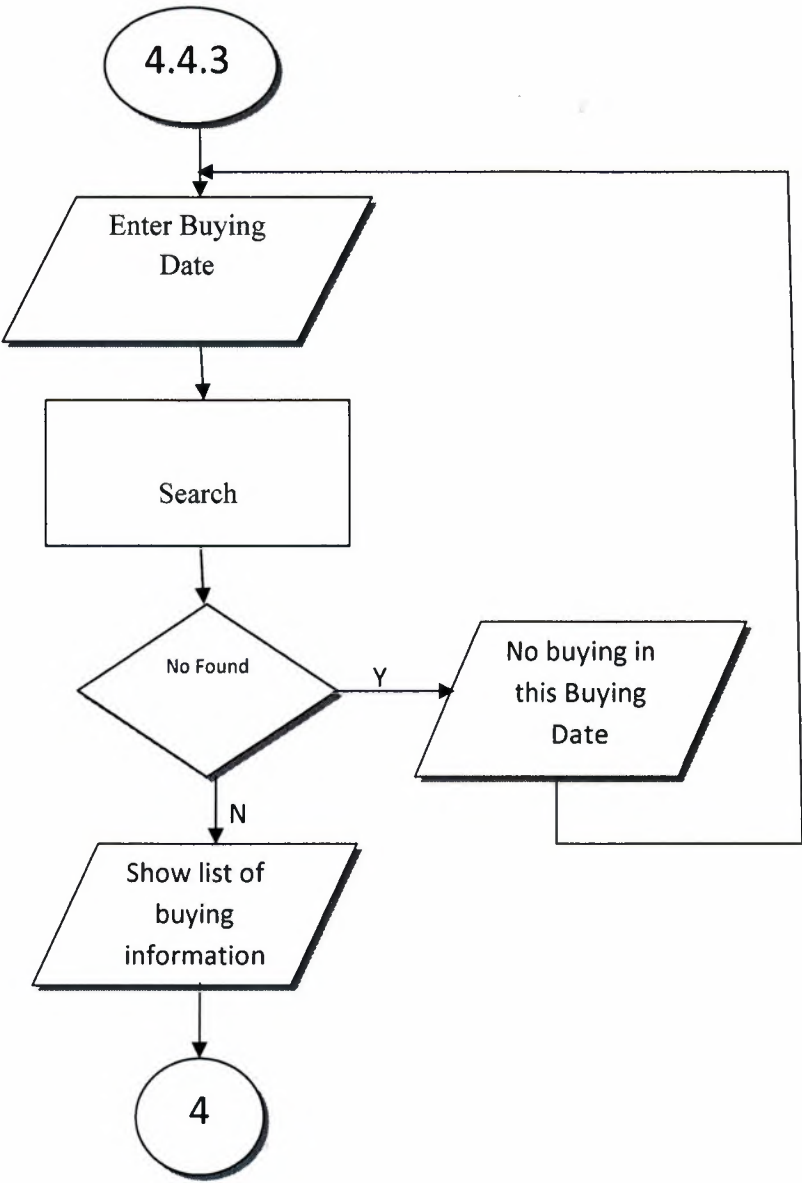 4.4.3
Enter Buying
Date
Search
No Found
Y
No buying in
this Buying
Date
N
Show list of
buying
information
4